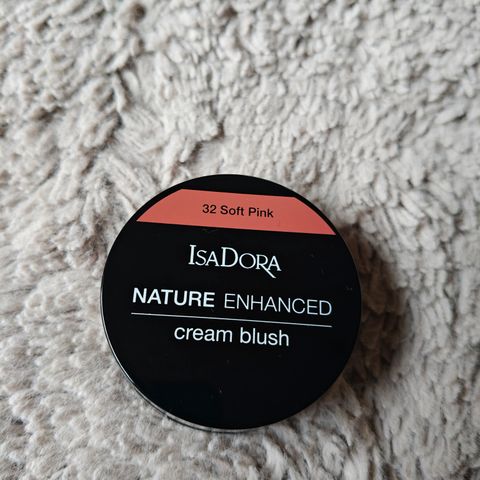 32 Soft Pink
IsaDora
NATURE ENHANCED
cream blush